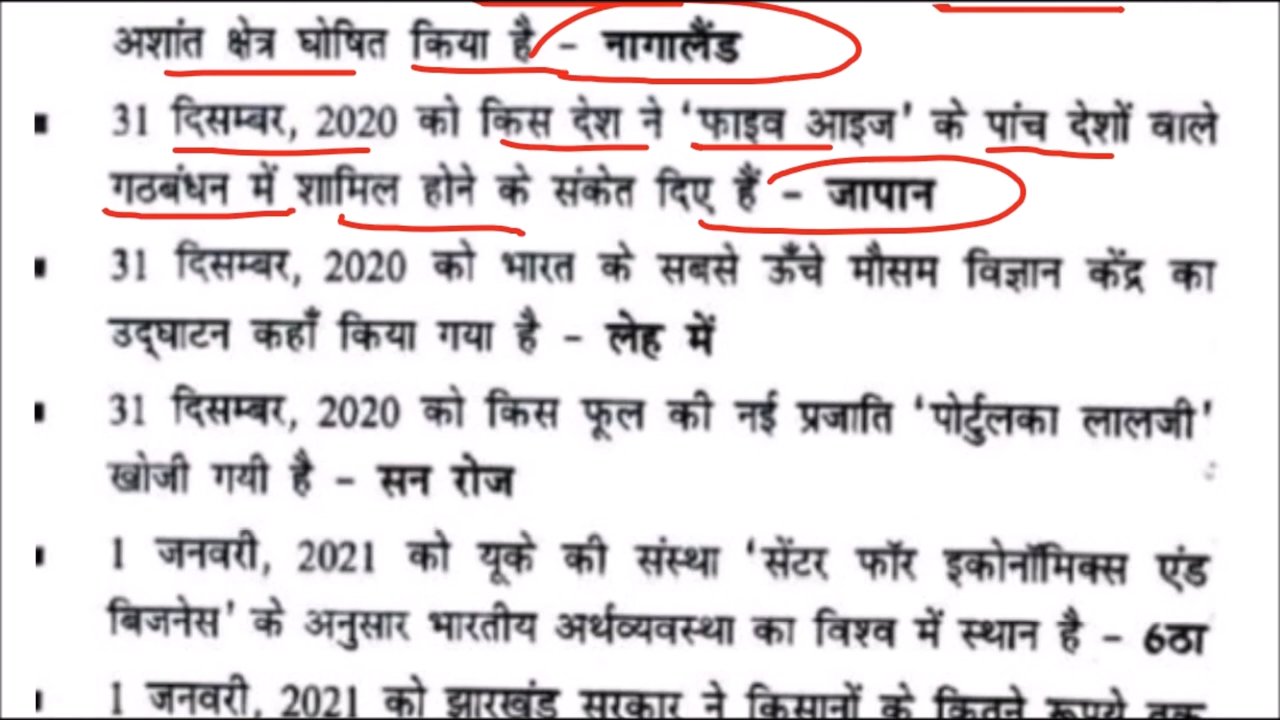 अशांत क्षेत्र घोषित किया है – नागालैंड
▪ 31 दिसम्बर, 2020 को किस देश ने ‘फाइव आइज’ के पांच देशों वाले
गठबंधन में शामिल होने के संकेत दिए हैं – जापान
▪ 31 दिसम्बर, 2020 को भारत के सबसे ऊँचे मौसम विज्ञान केंद्र का
उद्घाटन कहाँ किया गया है – लेह में
▪ 31 दिसम्बर, 2020 को किस फूल की नई प्रजाति ‘पोर्टुलका लालजी’
खोजी गयी है – सन रोज
▪ 1 जनवरी, 2021 को यूके की संस्था ‘सेंटर फॉर इकोनॉमिक्स एंड
बिजनेस’ के अनुसार भारतीय अर्थव्यवस्था का विश्व में स्थान है – 6ठा
▪ 1 जनवरी, 2021 को झारखंड सरकार ने किसानों के कितने रूपये तक